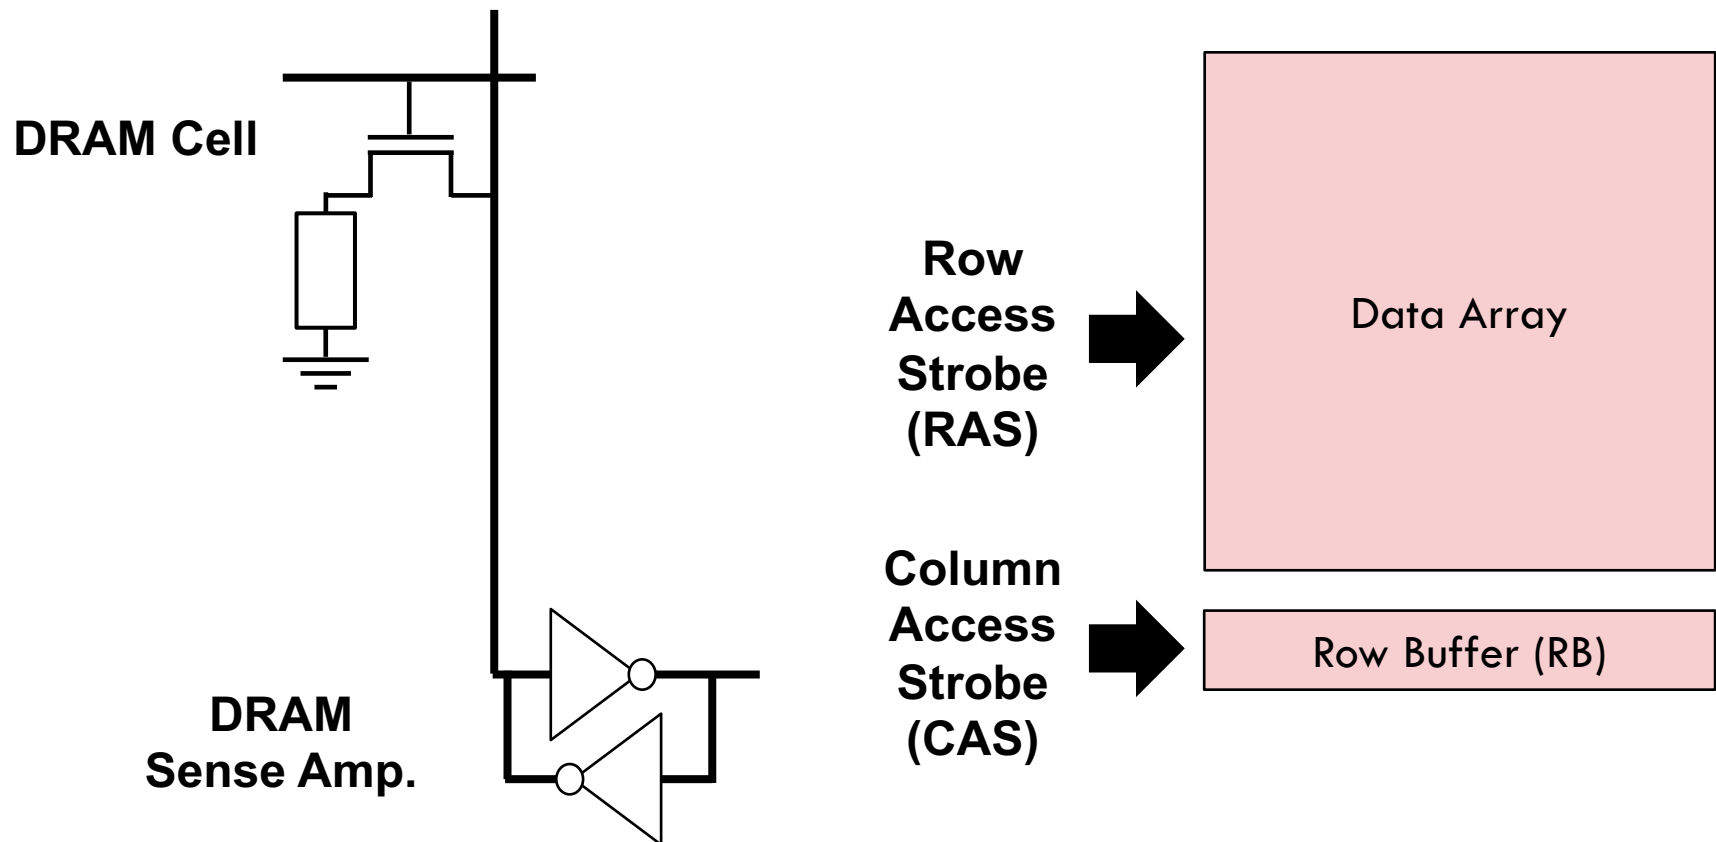 DRAM Cell
DRAM
Sense Amp.
Row
Access
Strobe
(RAS)
Column
Access
Strobe
(CAS)
Data Array
Row Buffer (RB)